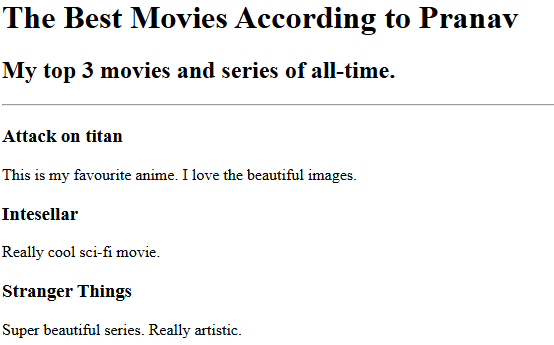 The Best Movies According to Pranav
My top 3 movies and series of all-time.
Attack on titan
This is my favourite anime. I love the beautiful images.
Intesellar
Really cool sci-fi movie.
Stranger Things
Super beautiful series. Really artistic.